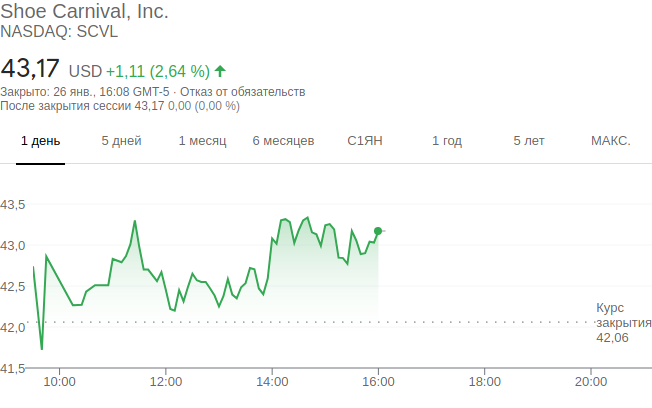 Shoe Carnival, Inc.
NASDAQ: SCVL
43,17 USD +1,11 (2,64 %)
Закрыто: 26 янв., 16:08 GMT-5 · Отказ от обязательств
После закрытия сессии 43,17 0,00 (0,00 %)
1 день 5 дней 1 месяц 6 месяцев С1ЯН 1 год 5 лет МАКС.
43,5
43,0
42,5
42,0
41,5
Курс
закрытия
42,06
10:00 12:00 14:00 16:00 18:00 20:00